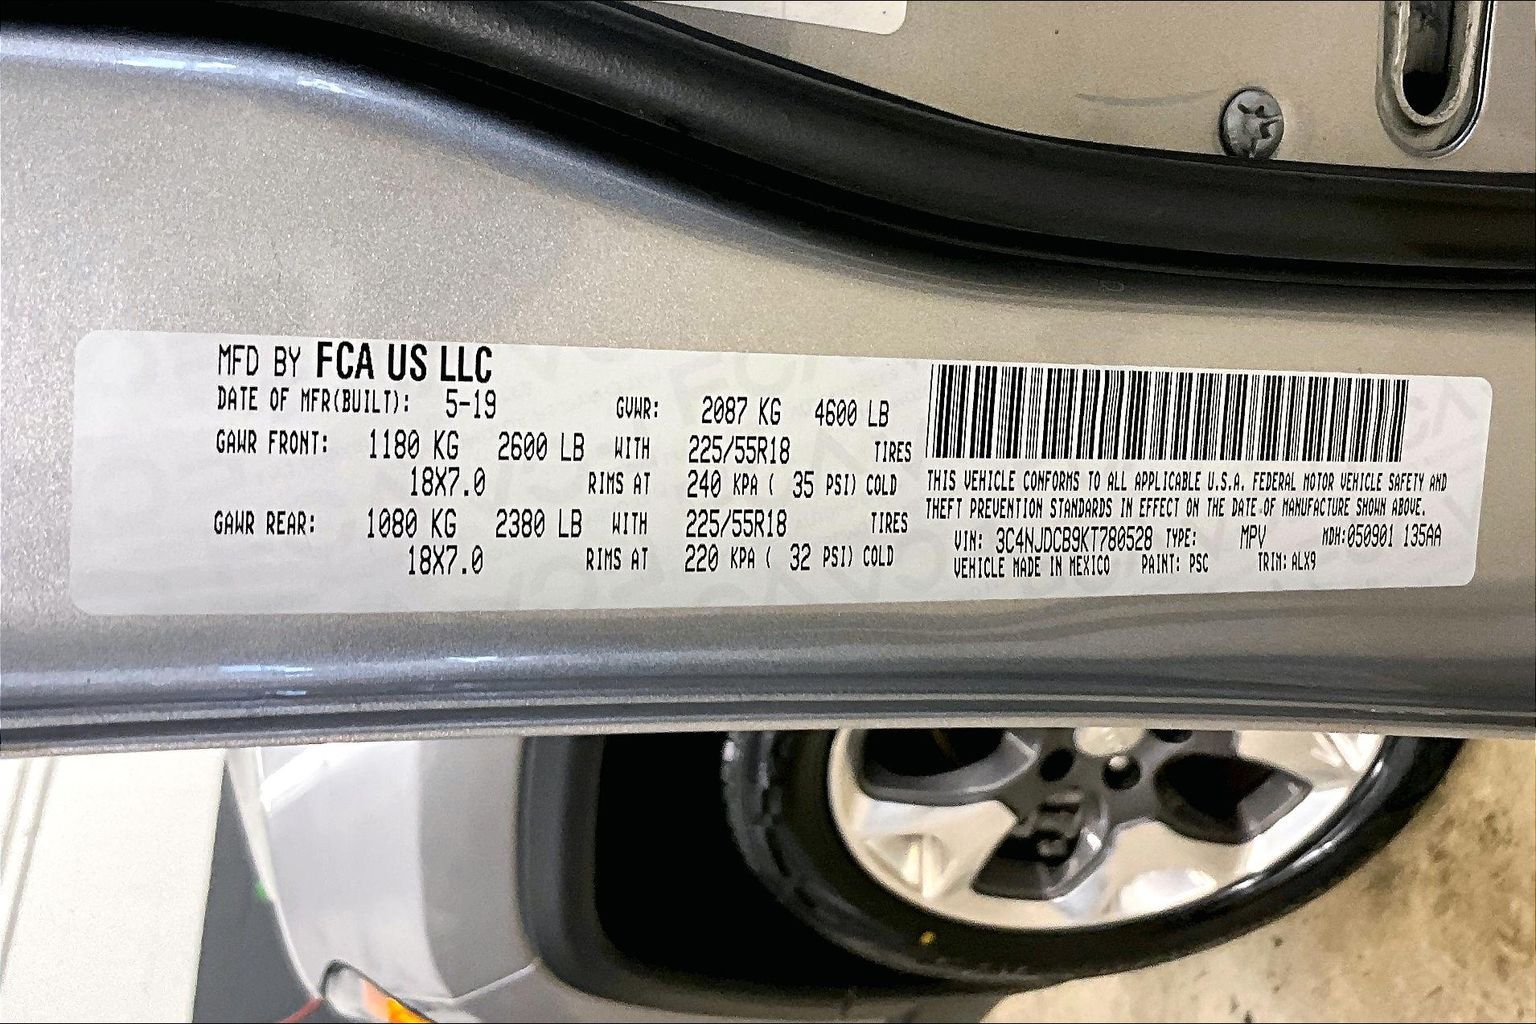 MFD BY FCA US LLC
DATE OF MFR(BUILT): 5-19 GVWR: 2087 KG 4600 LB
GAWR FRONT: 1180 KG 2600 LB WITH 225/55R18 TIRES
18X7.0 RIMS AT 240 KPA ( 35 PSI) COLD
GAWR REAR: 1080 KG 2380 LB WITH 225/55R18 TIRES
18X7.0 RIMS AT 220 KPA ( 32 PSI) COLD
THIS VEHICLE CONFORMS TO ALL APPLICABLE U.S.A. FEDERAL MOTOR VEHICLE SAFETY AND
THEFT PREVENTION STANDARDS IN EFFECT ON THE DATE OF MANUFACTURE SHOWN ABOVE.
VIN: 3C4NJDCB9KT780528 TYPE: MPV MDH:050901 135AA
VEHICLE MADE IN MEXICO PAINT: PSC TRIM: ALX9